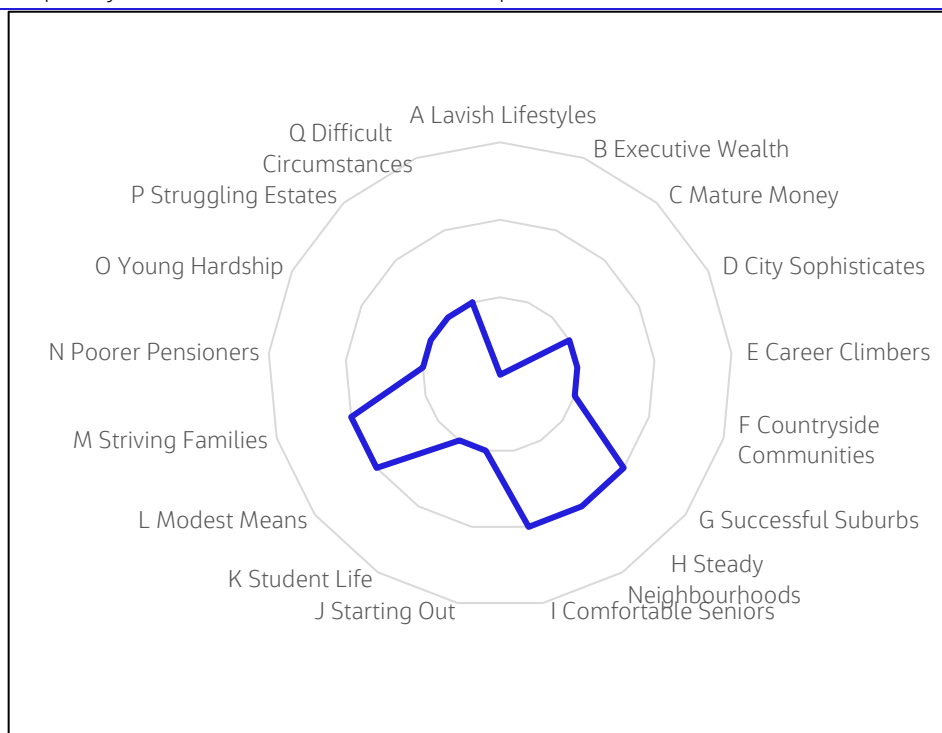 A Lavish Lifestyles
B Executive Wealth
C Mature Money
D City Sophisticates
E Career Climbers
F Countryside
Communities
G Successful Suburbs
H Steady
Neighbourhoods
I Comfortable Seniors
J Starting Out
K Student Life
L Modest Means
M Striving Families
N Poorer Pensioners
O Young Hardship
P Struggling Estates
Q Difficult
Circumstances